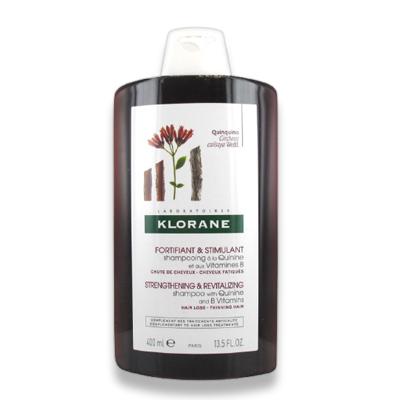 Quinquina
Cinchona
calisaya Wedd.
LABORATOIRES
KLORANE
FORTIFIANT & STIMULANT
shampooing à la Quinine
et aux Vitamines B
CHUTE DE CHEVEUX - CHEVEUX FATIGUÉS
STRENGTHENING & REVITALIZING
shampoo with Quinine
and B Vitamins
HAIR LOSS - THINNING HAIR
COMPLÉMENT DES TRAITEMENTS ANTICHUTE
COMPLEMENTARY TO HAIR LOSS TREATMENTS
400 ml e
PARIS
13.5 FL.OZ.